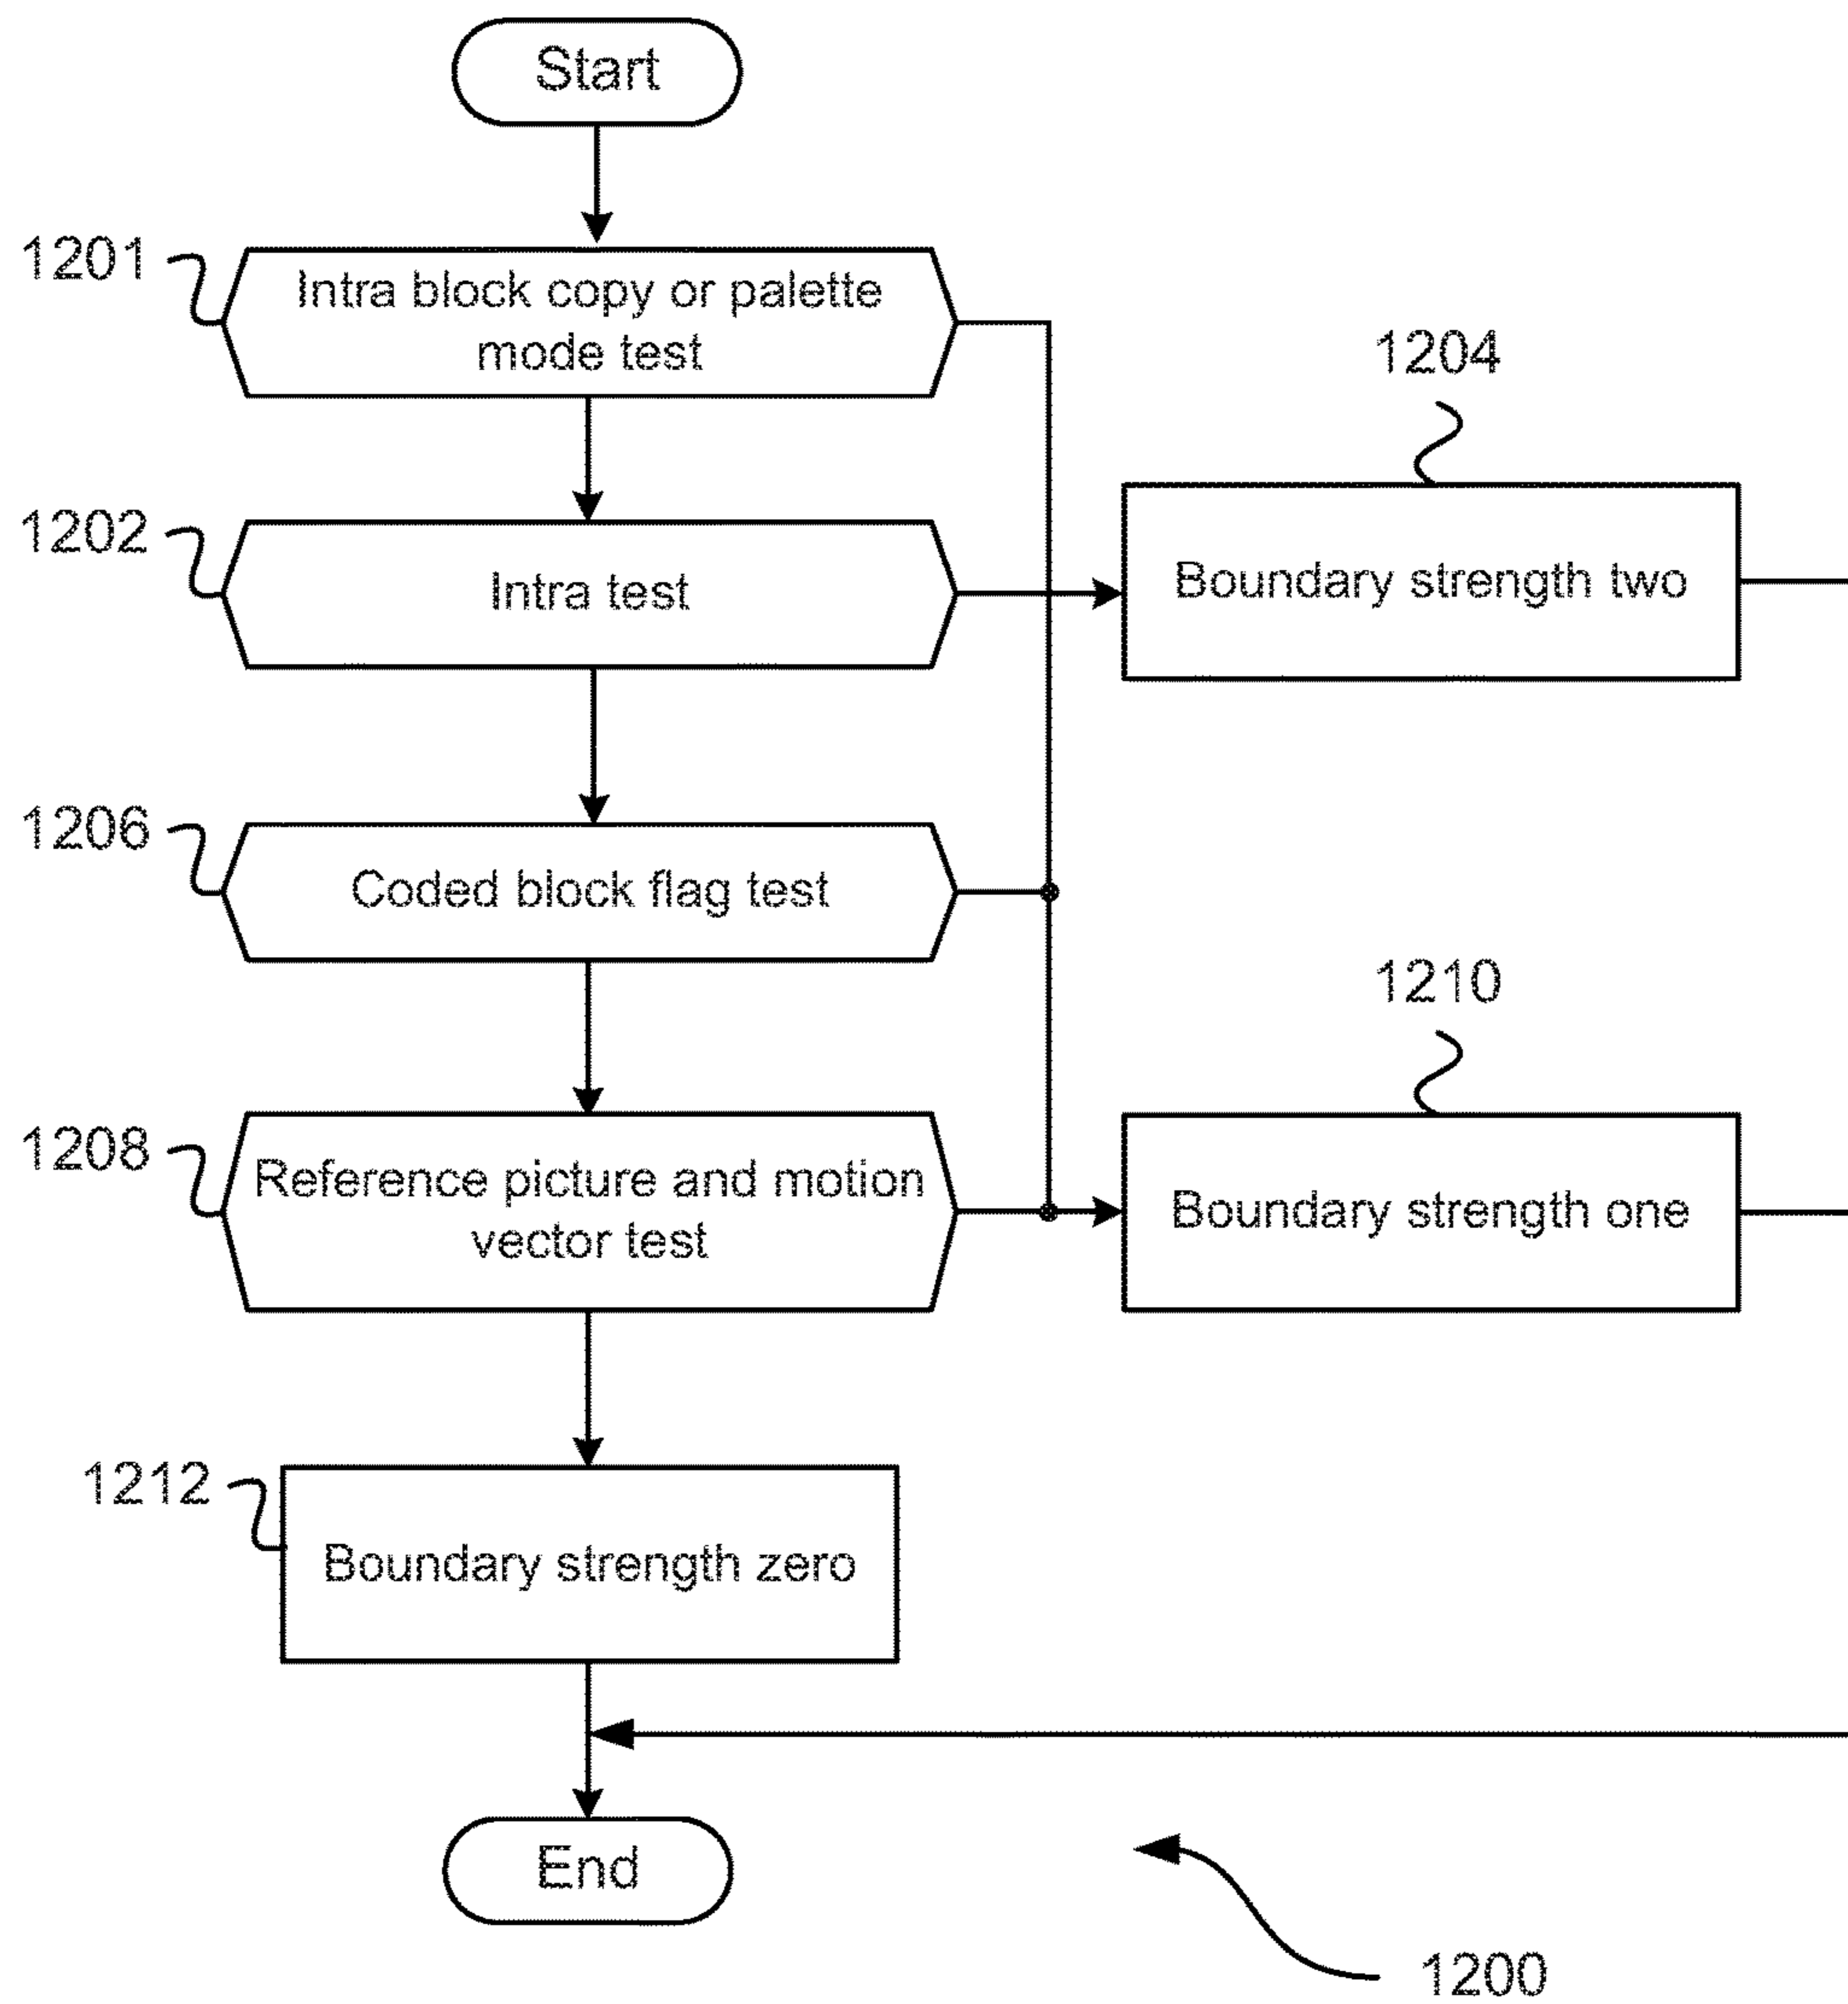 Start
1201
Intra block copy or palette
mode test
1204
1202
Intra test
Boundary strength two
1206
Coded block flag test
1210
1208
Reference picture and motion
vector test
Boundary strength one
1212
Boundary strength zero
End
1200